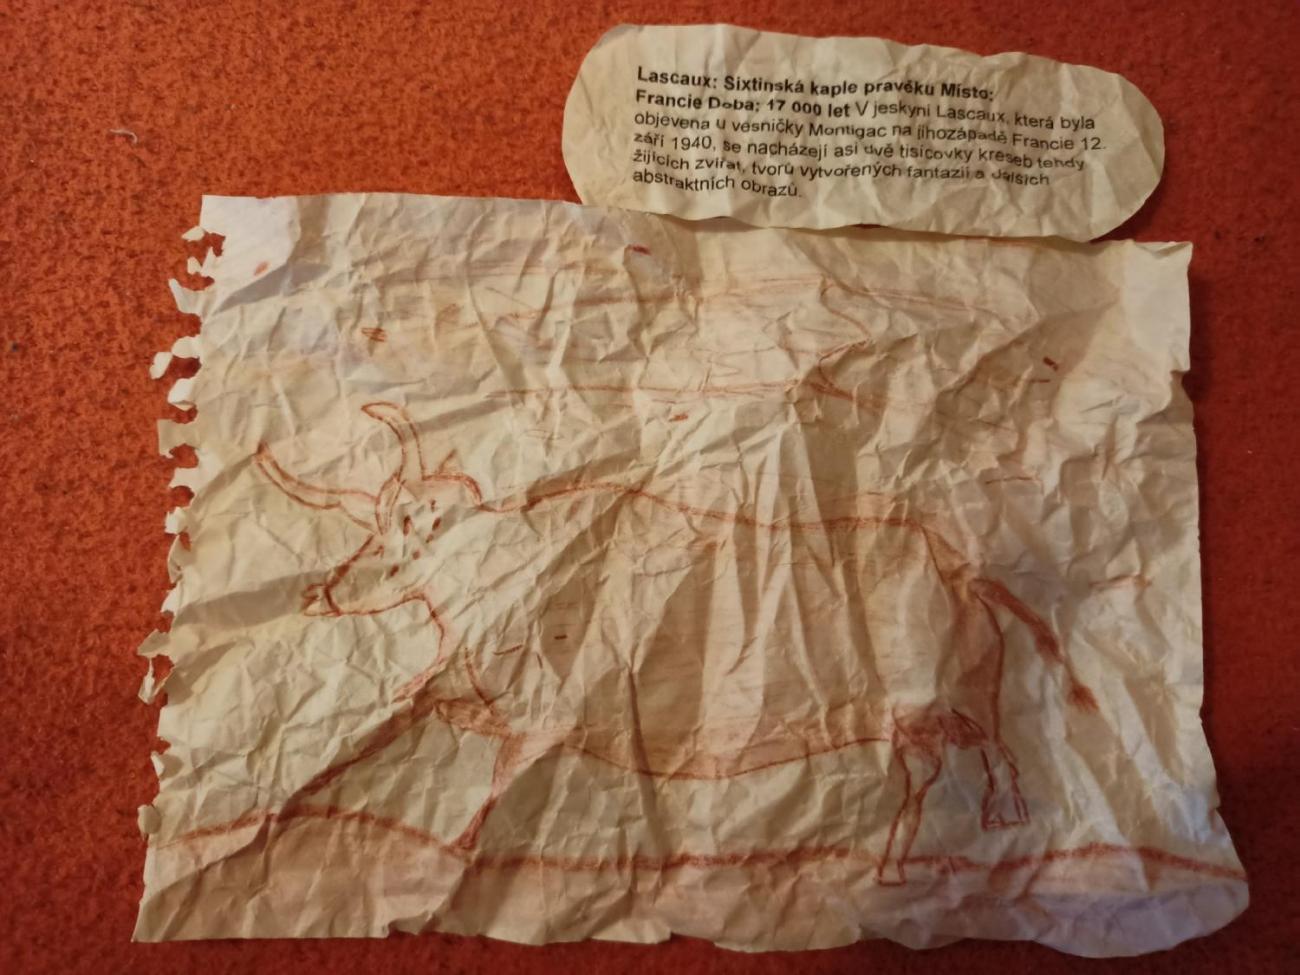 Lascaux: Sixtinská kaple pravěku Místo:
Francie Doba: 17 000 let V jeskyni Lascaux, která byla
objevena u vesničky Montigac na jihozápadě Francie 12.
září 1940, se nacházejí asi dvě tisícovky kreseb tehdy
žijících zvířat, tvorů vytvořených fantazií a dalších
abstraktních obrazů.